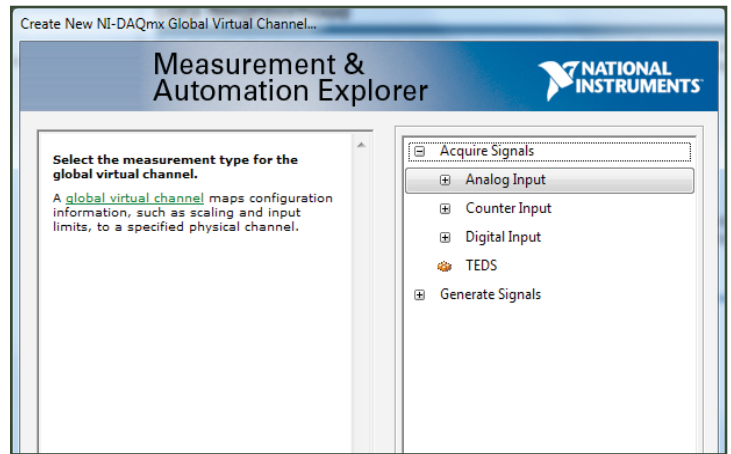 Create New NI-DAQmx Global Virtual Channel...
Measurement &
Automation Explorer
NATIONAL
INSTRUMENTS
Select the measurement type for the
global virtual channel.
A global virtual channel maps configuration
information, such as scaling and input
limits, to a specified physical channel.
Acquire Signals
Analog Input
Counter Input
Digital Input
TEDS
Generate Signals